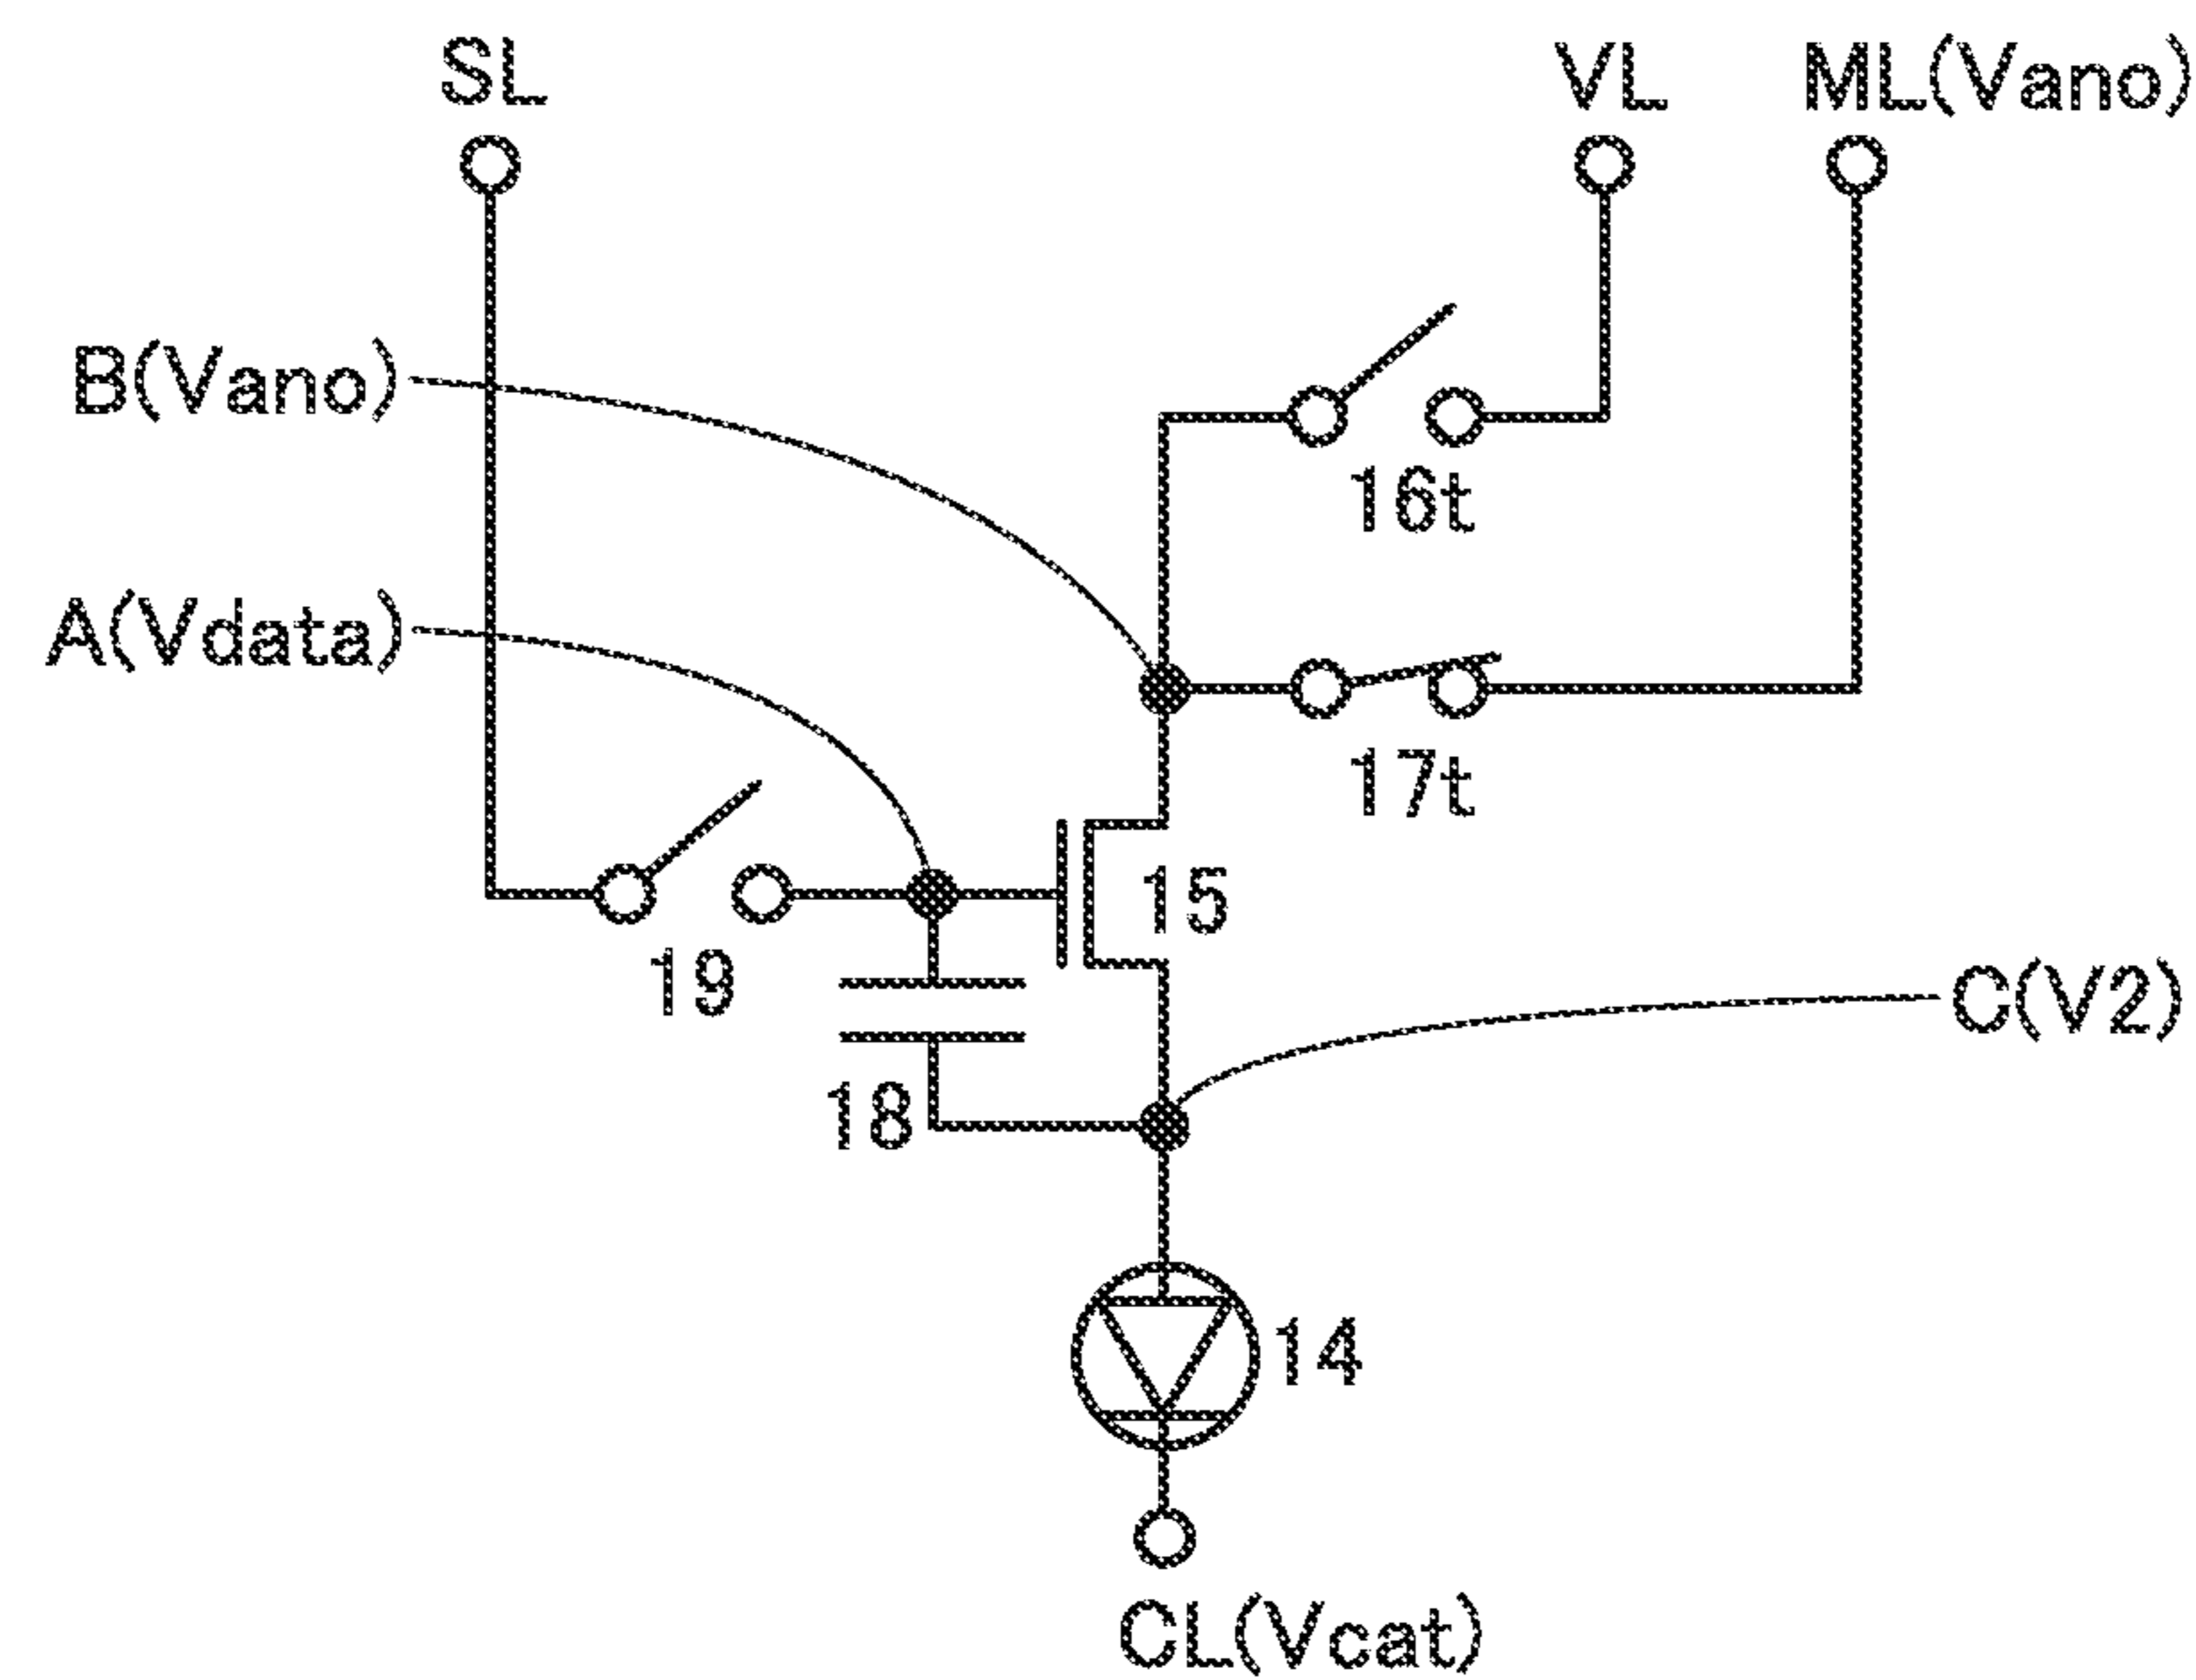 SL
VL
ML(Vano)
B(Vano)
16t
A(Vdata)
17t
15
19
C(V2)
18
14
CL(Vcat)